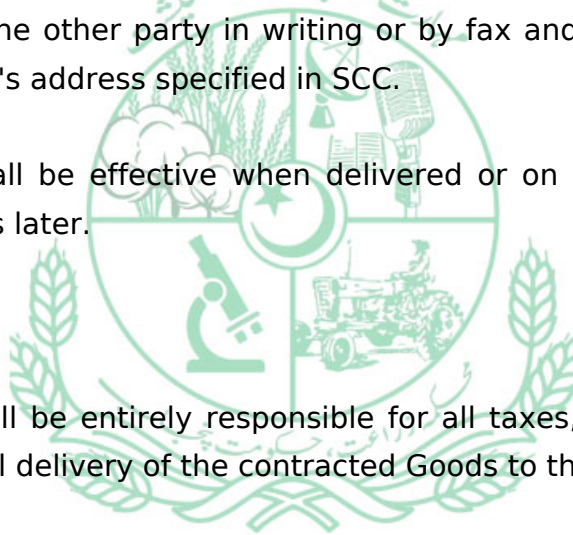 ne other party in writing or by fax and
's address specified in SCC.
all be effective when delivered or on
s later.
ll be entirely responsible for all taxes,
l delivery of the contracted Goods to th